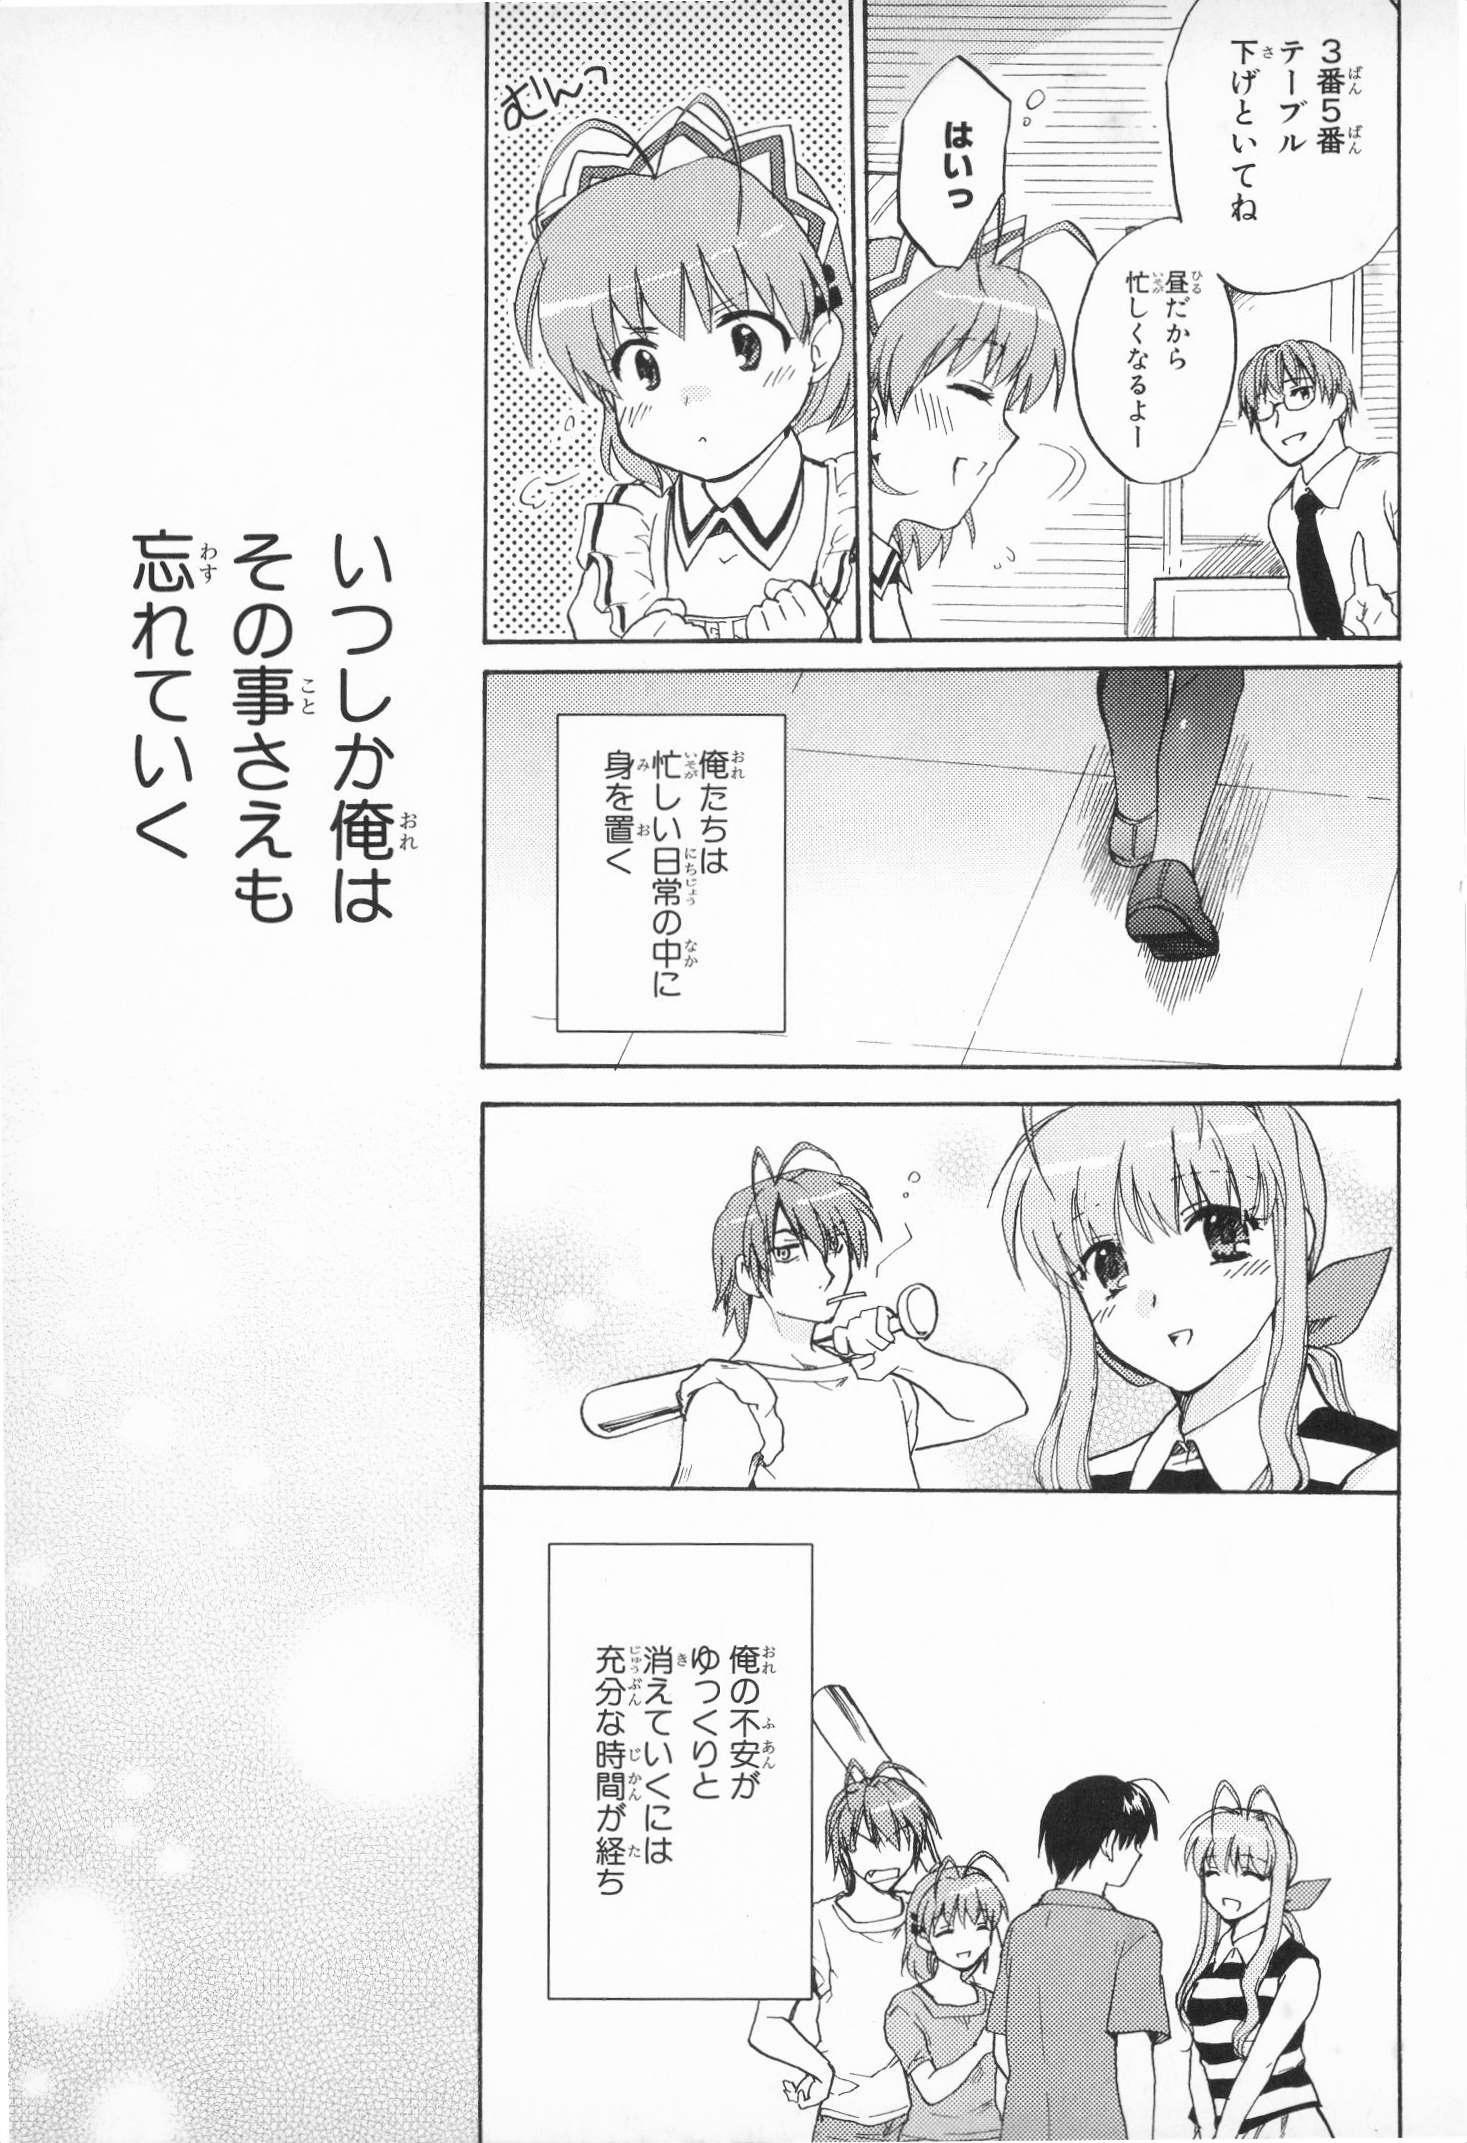 ３番５番
テーブル
下げといてね
昼だから
忙しくなるよー
はいっ
むんっ
俺たちは
忙しい日常の中に
身を置く
俺の不安が
ゆっくりと
消えていくには
充分な時間が経ち
いつしか俺は
その事さえも
忘れていく